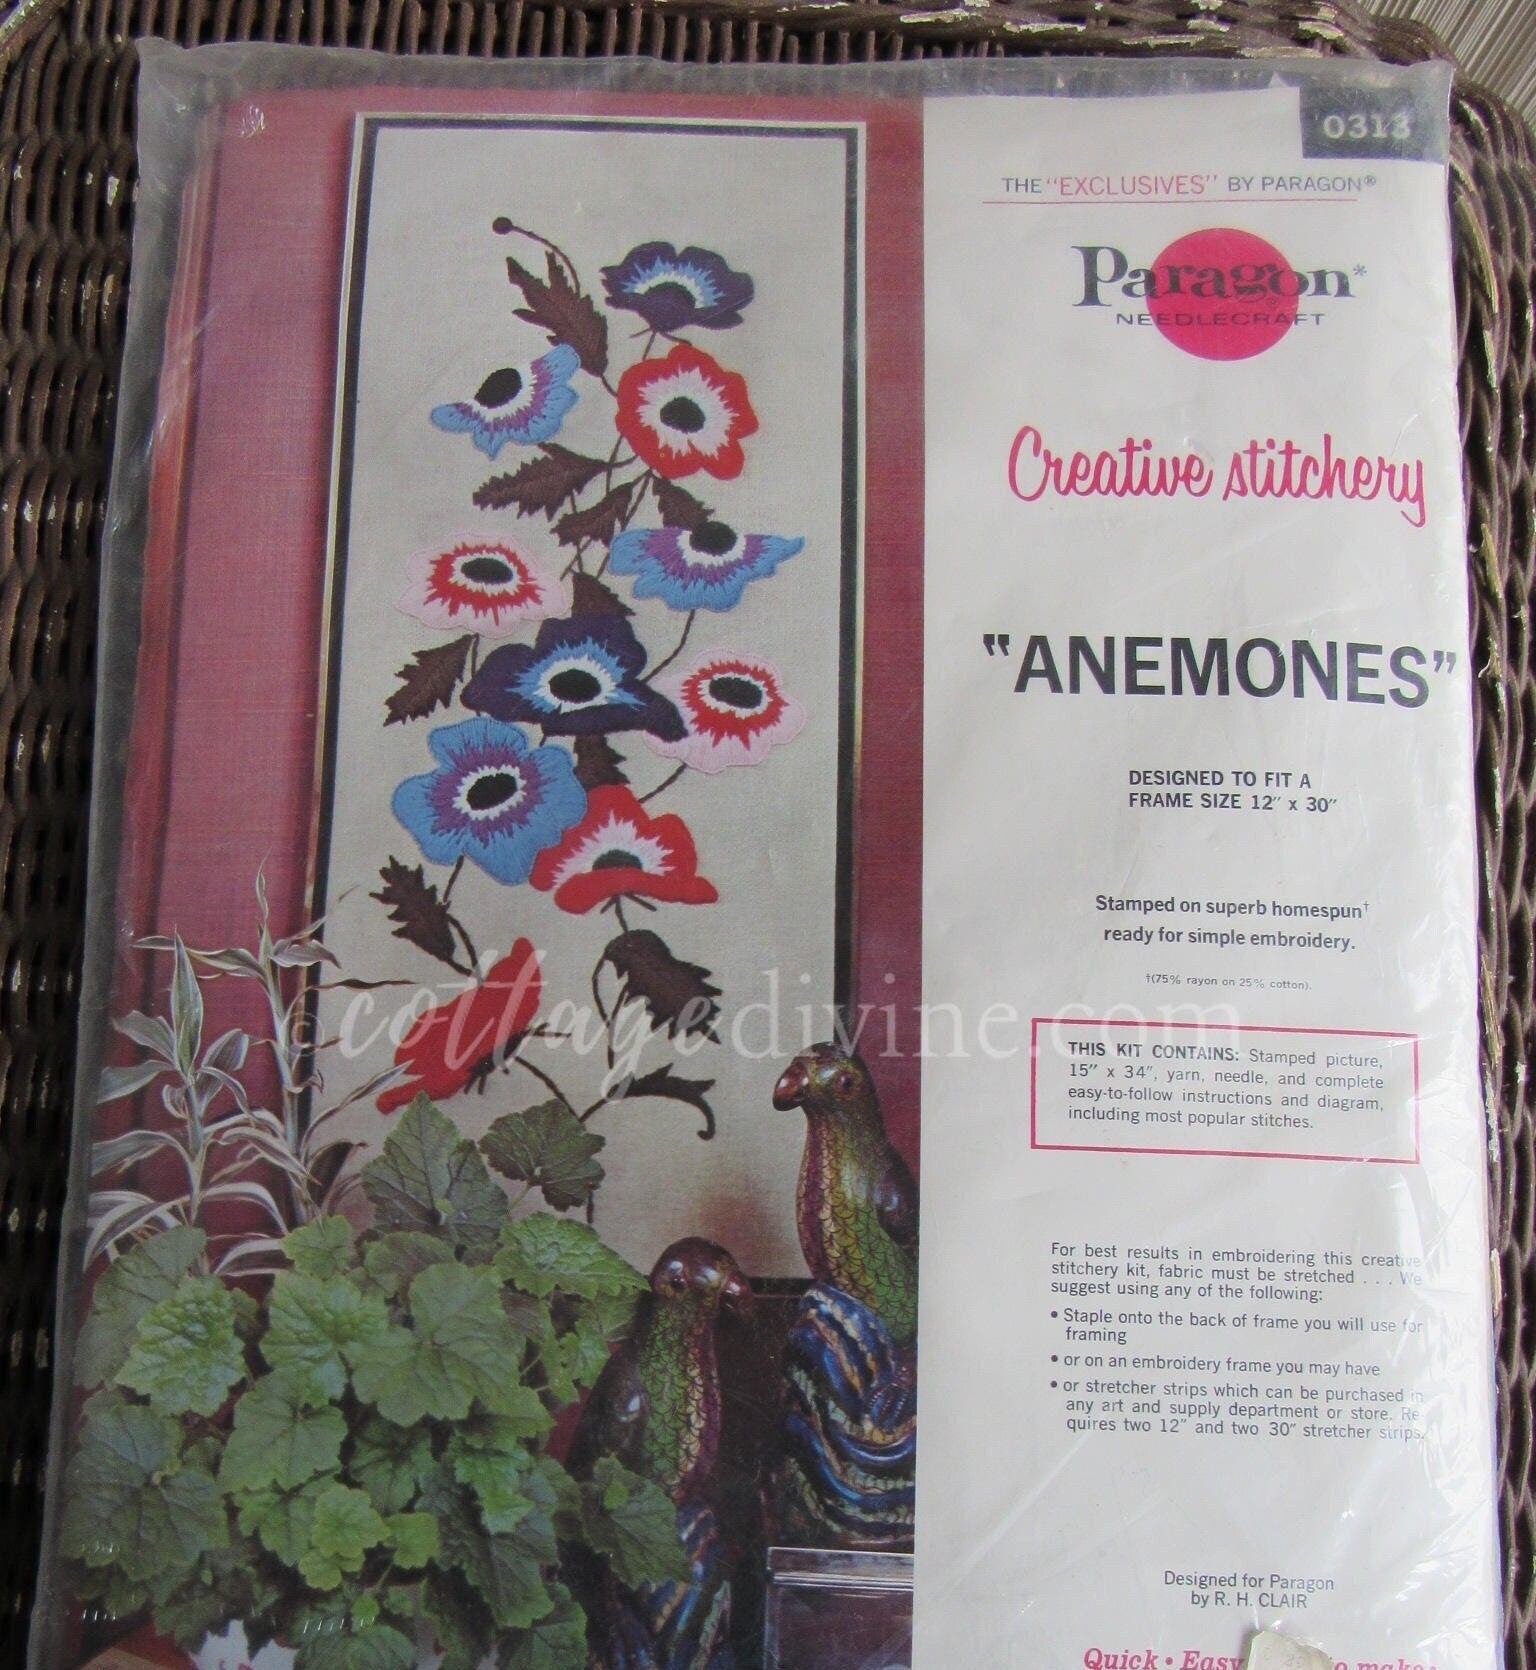 0313
THE "EXCLUSIVES" BY PARAGON®
Paragon*
NEEDLECRAFT
Creative stitchery
"ANEMONES"
DESIGNED TO FIT A
FRAME SIZE 12" x 30"
Stamped on superb homespun†
ready for simple embroidery.
†(75% rayon on 25% cotton).
©cottagedivine.com
THIS KIT CONTAINS: Stamped picture,
15" x 34", yarn, needle, and complete
easy-to-follow instructions and diagram,
including most popular stitches.
For best results in embroidering this creative
stitchery kit, fabric must be stretched . . . We
suggest using any of the following:
• Staple onto the back of frame you will use for
framing
• or on an embroidery frame you may have
• or stretcher strips which can be purchased in
any art and supply department or store. Re-
quires two 12" and two 30" stretcher strips.
Designed for Paragon
by R. H. CLAIR
Quick • Easy